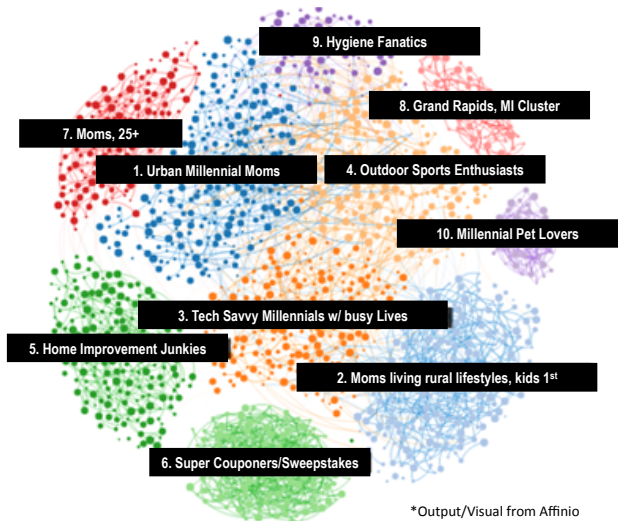 9. Hygiene Fanatics
8. Grand Rapids, MI Cluster
7. Moms, 25+
1. Urban Millennial Moms
4. Outdoor Sports Enthusiasts
10. Millennial Pet Lovers
3. Tech Savvy Millennials w/ busy Lives
5. Home Improvement Junkies
2. Moms living rural lifestyles, kids 1st
6. Super Couponers/Sweepstakes
*Output/Visual from Affinio